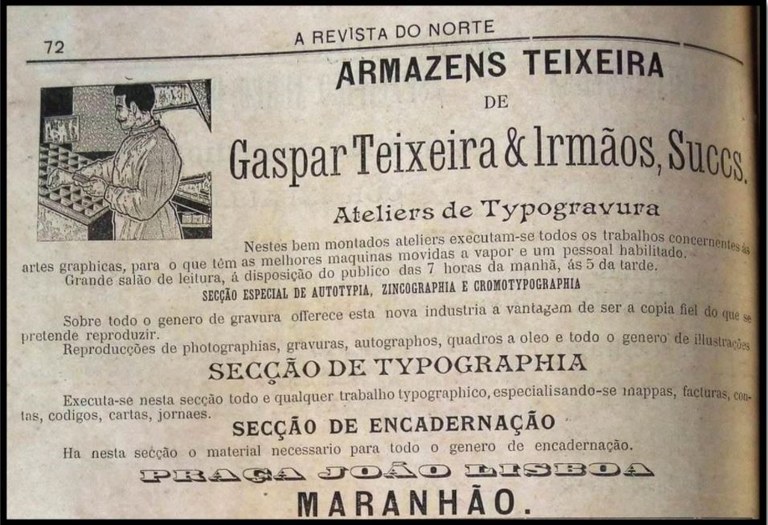 72
A REVISTA DO NORTE
ARMAZENS TEIXEIRA
DE
Gaspar Teixeira & Irmãos, Succs.
Ateliers de Typogravura
Nestes bem montados ateliers executam-se todos os trabalhos concernentes ás
artes graphicas, para o que têm as melhores maquinas movidas a vapor e um pessoal habilitado.
Grande salão de leitura, á disposição do publico das 7 horas da manhã, ás 5 da tarde.
SECÇÃO ESPECIAL DE AUTOTYPIA, ZINCOGRAPHIA E CROMOTYPOGRAPHIA
Sobre todo o genero de gravura offerece esta nova industria a vantagem de ser a copia fiel do que se
pretende reproduzir.
Reproducções de photographias, gravuras, autographos, quadros a oleo e todo o genero de illustrações
SECÇÃO DE TYPOGRAPHIA
Executa-se nesta secção todo e qualquer trabalho typographico, especialisando-se mappas, facturas, con-
tas, codigos, cartas, jornaes.
SECÇÃO DE ENCADERNAÇÃO
Ha nesta secção o material necessario para todo o genero de encadernação.
PRAÇA JOÃO LISBOA
MARANHÃO.